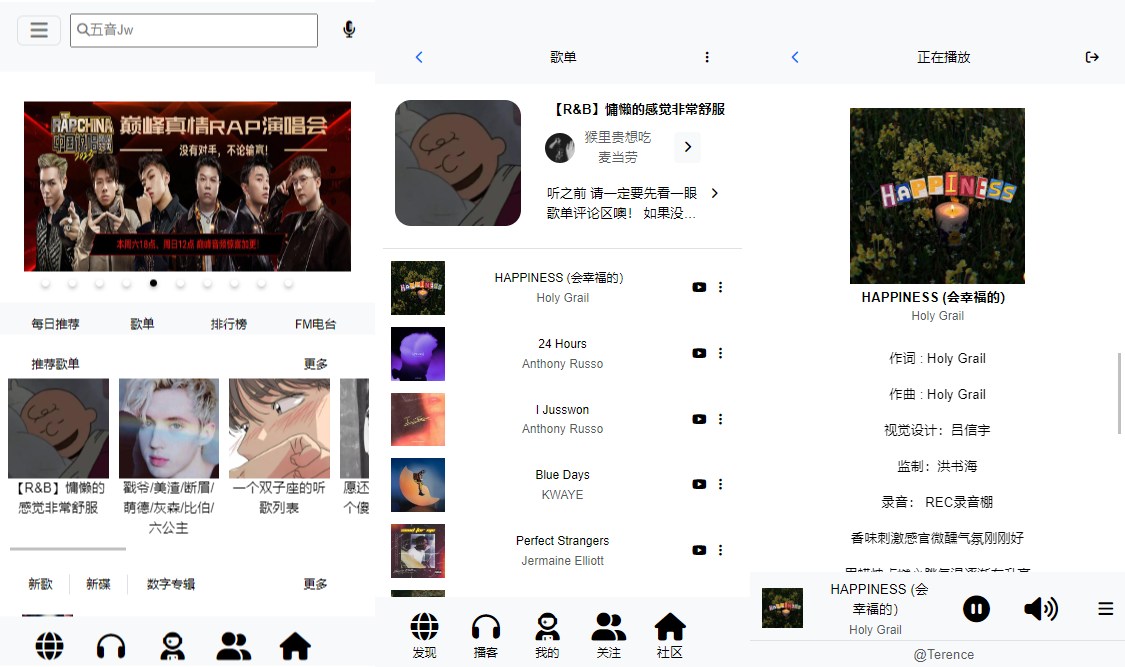 五音Jw
RAPCHINA
中国说唱巅峰
2025
巅峰真情RAP演唱会
没有对手，不论输赢！
本周六18点、周日12点 巅峰音频惊喜加更！
每日推荐 歌单 排行榜 FM电台
推荐歌单 更多
【R&B】慵懒的感觉非常舒服
戳爷/美渣/断眉/萌德/灰森/比伯/六公主
一个双子座的听歌列表
愿还
个傻
新歌 新碟 数字专辑 更多
歌单
【R&B】慵懒的感觉非常舒服
猴里贵想吃
麦当劳
听之前 请一定要先看一眼
歌单评论区噢！ 如果没...
HAPPINESS (会幸福的)
Holy Grail
24 Hours
Anthony Russo
I Jusswon
Anthony Russo
Blue Days
KWAYE
Perfect Strangers
Jermaine Elliott
发现 播客 我的 关注 社区
正在播放
HAPPINESS
HAPPINESS (会幸福的)
Holy Grail
作词 : Holy Grail
作曲 : Holy Grail
视觉设计：吕信宇
监制：洪书海
录音： REC录音棚
香味刺激感官微醺气氛刚刚好
HAPPINESS (会
幸福的)
Holy Grail
@Terence